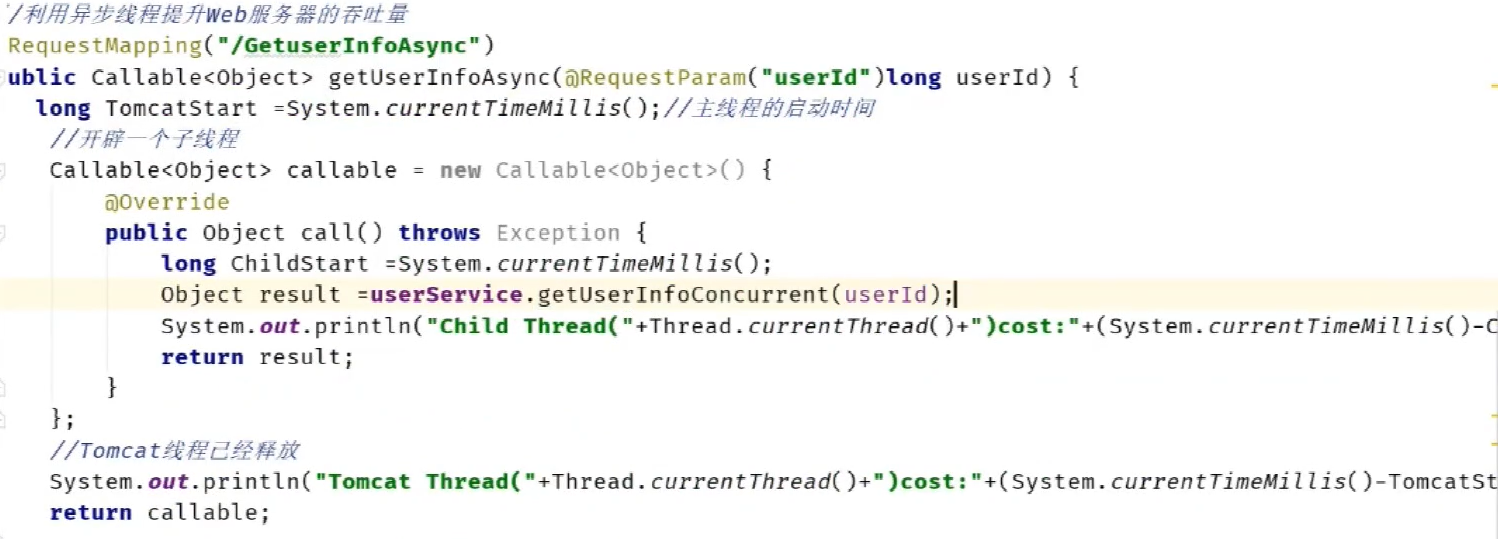 /利用异步线程提升Web服务器的吞吐量
RequestMapping("/GetuserInfoAsync")
ublic Callable<Object> getUserInfoAsync(@RequestParam("userId")long userId) {
long TomcatStart =System.currentTimeMillis();//主线程的启动时间
//开辟一个子线程
Callable<Object> callable = new Callable<Object>() {
@Override
public Object call() throws Exception {
long ChildStart =System.currentTimeMillis();
Object result =userService.getUserInfoConcurrent(userId);
System.out.println("Child Thread("+Thread.currentThread()+")cost:"+(System.currentTimeMillis()-C
return result;
}
};
//Tomcat线程已经释放
System.out.println("Tomcat Thread("+Thread.currentThread()+")cost:"+(System.currentTimeMillis()-TomcatSt
return callable;